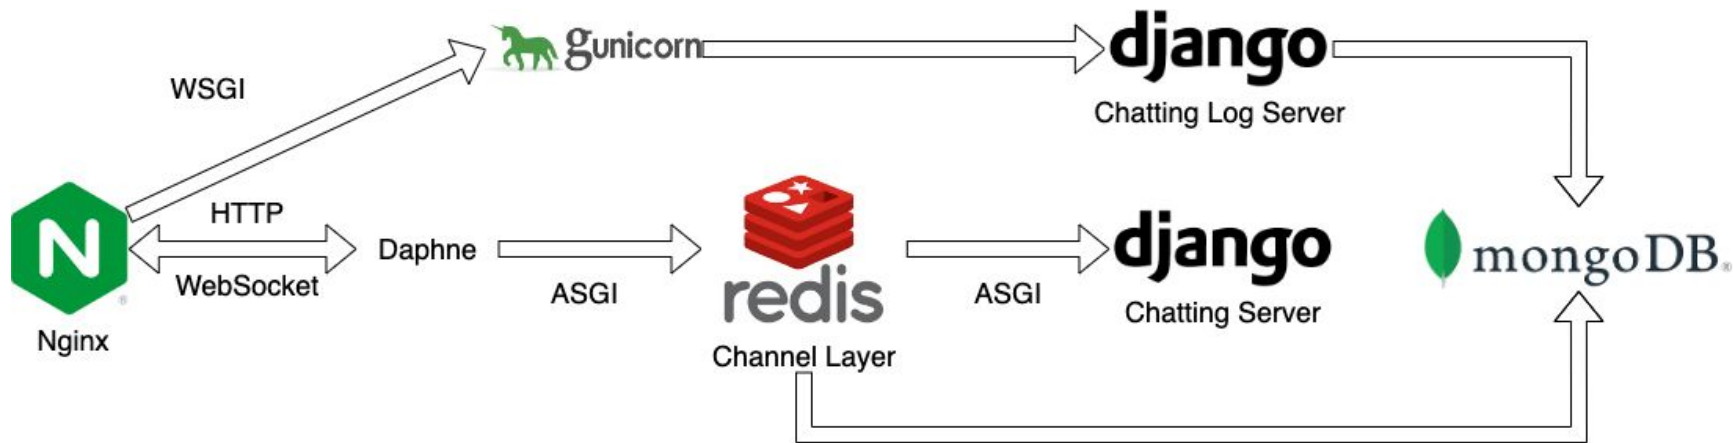 gunicorn
django
Chatting Log Server
WSGI
HTTP
WebSocket
N
Nginx
Daphne
ASGI
redis
Channel Layer
ASGI
django
Chatting Server
mongoDB®